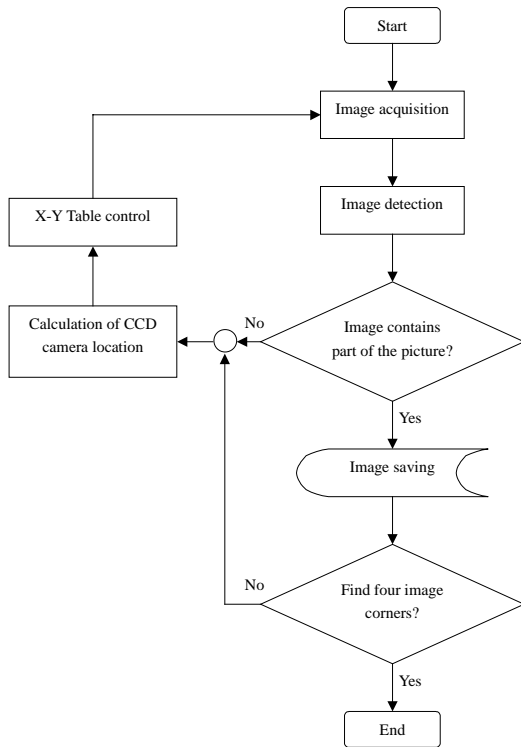 Start
Image acquisition
Image detection
X-Y Table control
Calculation of CCD
camera location
No
Image contains
part of the picture?
Yes
Image saving
No
Find four image
corners?
Yes
End